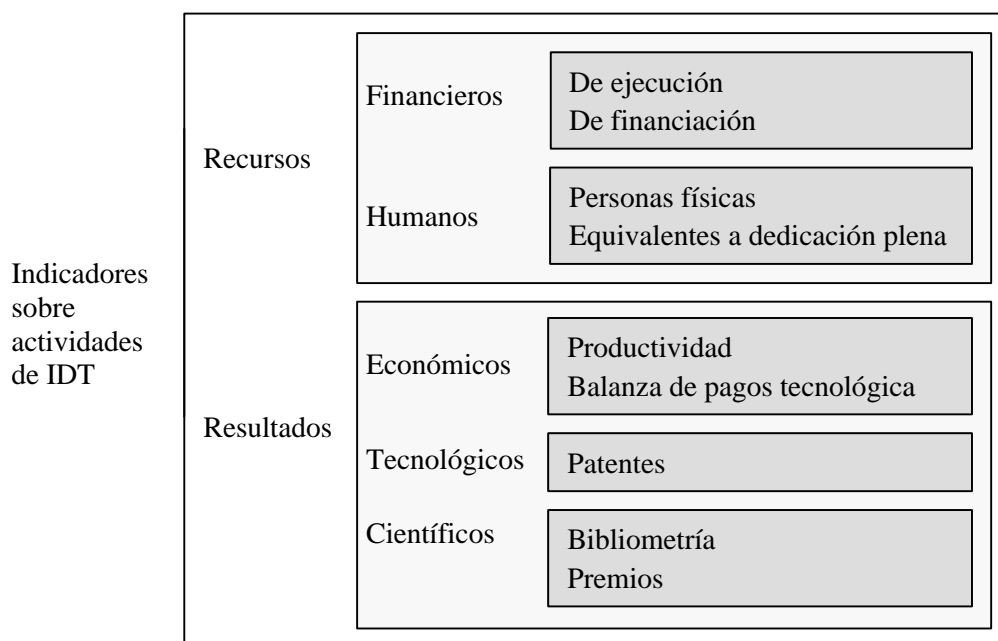 Indicadores
sobre
actividades
de IDT
Recursos
Financieros
De ejecución
De financiación
Humanos
Personas físicas
Equivalentes a dedicación plena
Resultados
Económicos
Productividad
Balanza de pagos tecnológica
Tecnológicos
Patentes
Científicos
Bibliometría
Premios